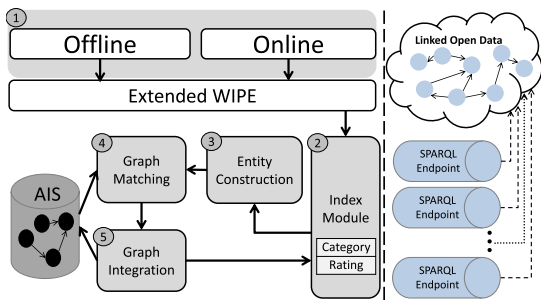 1
Offline
Online
Extended WIPE
4
Graph
Matching
3
Entity
Construction
2
Index
Module
Category
Rating
AIS
5
Graph
Integration
Linked Open Data
SPARQL
Endpoint
SPARQL
Endpoint
SPARQL
Endpoint